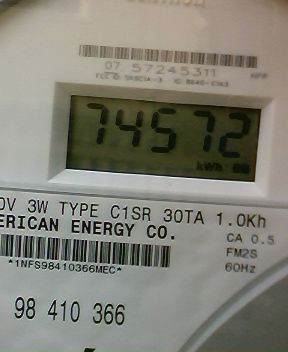 07 57245311
74572
kWh
0V 3W TYPE C1SR 30TA 1.0Kh
ERICAN ENERGY CO.
CA 0.5
FM2S
*1NFS98410366MEC*
60Hz
98 410 366